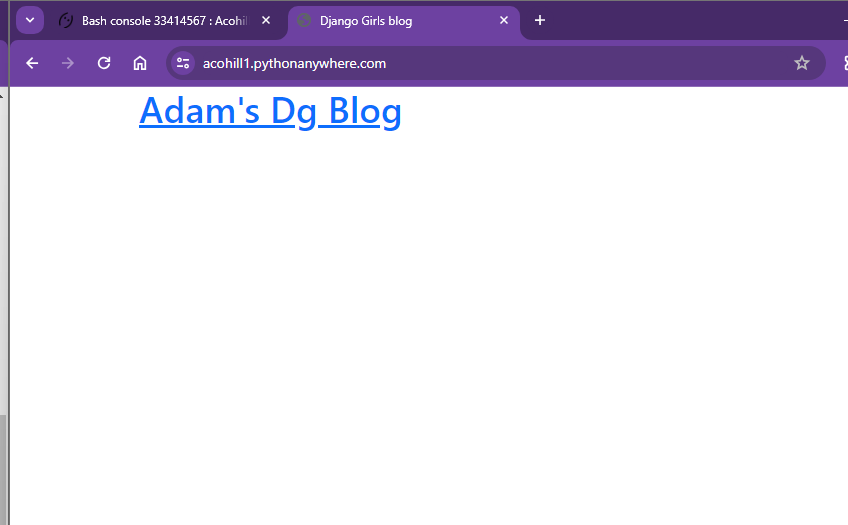 Bash console 33414567 : Acohil
Django Girls blog
acohill1.pythonanywhere.com
Adam's Dg Blog